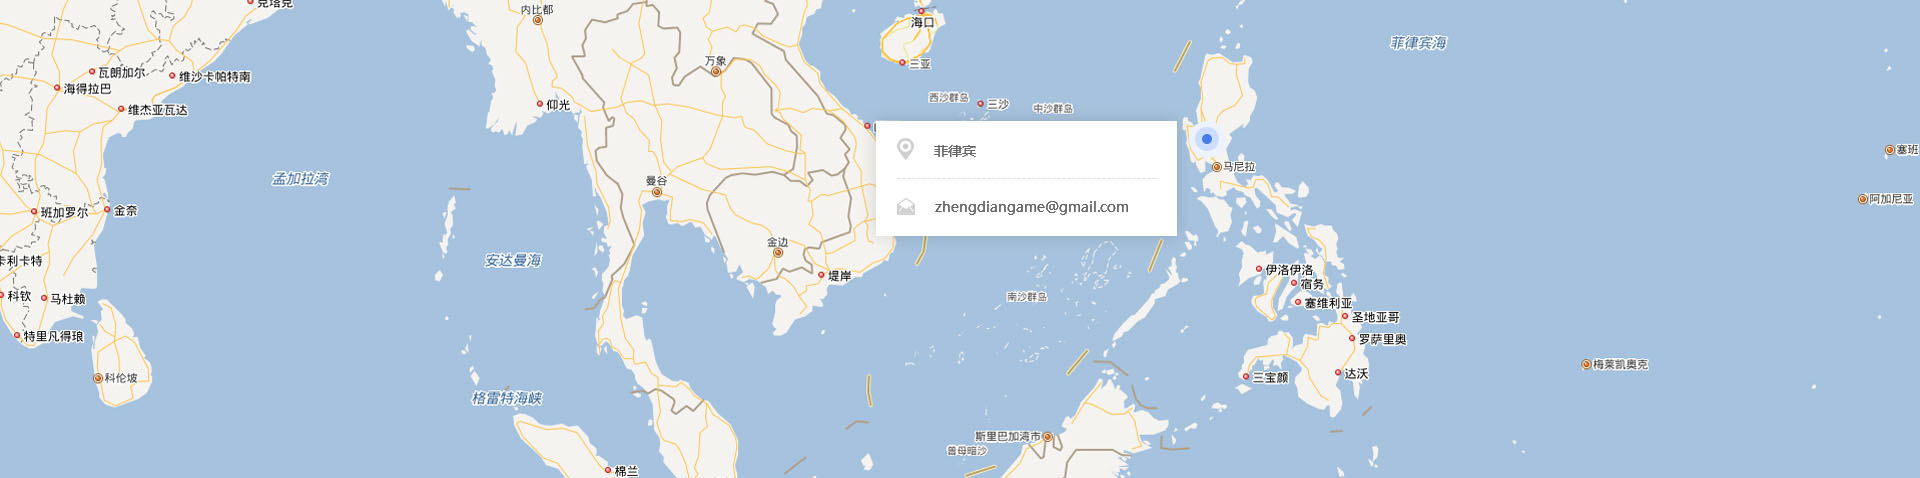 克塔克
内比都
海口
菲律宾海
瓦朗加尔
维沙卡帕特南
万象
三亚
海得拉巴
维杰亚瓦达
仰光
西沙群岛
三沙
中沙群岛
菲律宾
zhengdiangame@gmail.com
塞班
马尼拉
孟加拉湾
曼谷
阿加尼亚
班加罗尔
金奈
金边
卡利卡特
安达曼海
堤岸
伊洛伊洛
宿务
科钦
马杜赖
南沙群岛
塞维利亚
圣地亚哥
特里凡得琅
罗萨里奥
梅莱凯奥克
科伦坡
三宝颜
达沃
格雷特海峡
斯里巴加湾市
曾母暗沙
棉兰